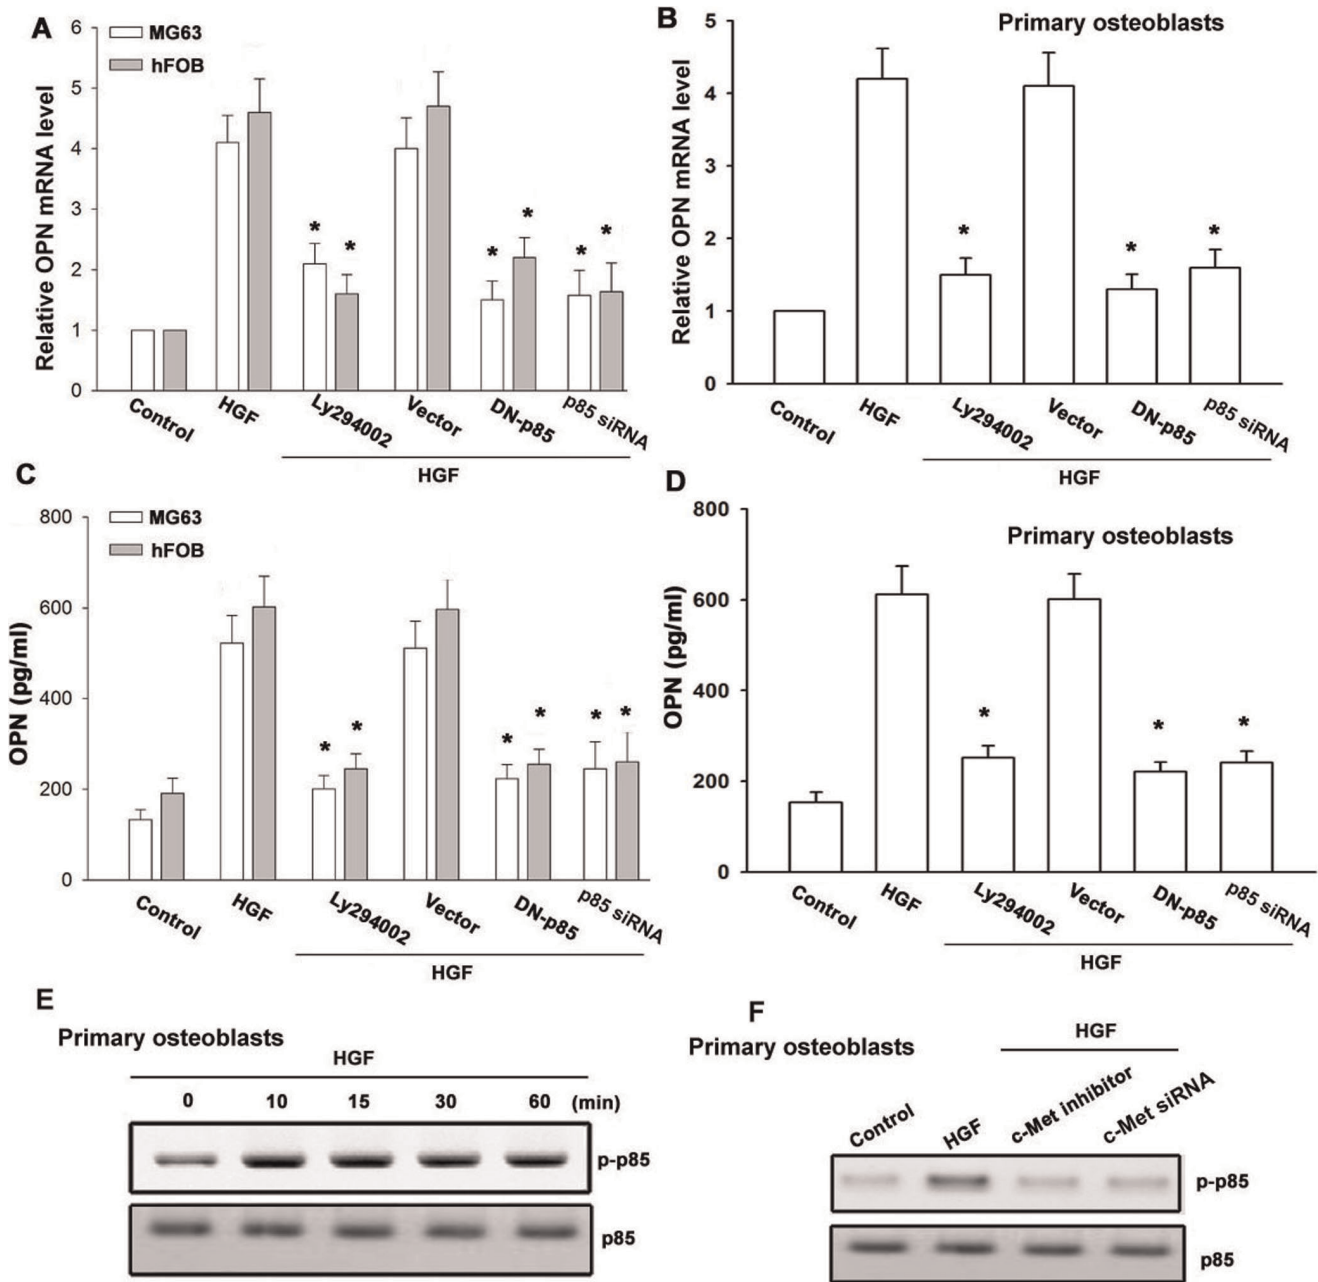 A
MG63
hFOB
Relative OPN mRNA level
6
5
4
3
2
1
0
*
*
*
*
*
*
Control
HGF
Ly294002
Vector
DN-p85
p85 siRNA
HGF
B
Primary osteoblasts
Relative OPN mRNA level
5
4
3
2
1
0
*
*
*
Control
HGF
Ly294002
Vector
DN-p85
p85 siRNA
HGF
C
MG63
hFOB
OPN (pg/ml)
800
600
400
200
0
*
*
*
*
*
*
Control
HGF
Ly294002
Vector
DN-p85
p85 siRNA
HGF
D
Primary osteoblasts
OPN (pg/ml)
800
600
400
200
0
*
*
*
Control
HGF
Ly294002
Vector
DN-p85
p85 siRNA
HGF
E
Primary osteoblasts
HGF
0 10 15 30 60 (min)
p-p85
p85
F
Primary osteoblasts
HGF
Control
HGF
c-Met inhibitor
c-Met siRNA
p-p85
p85